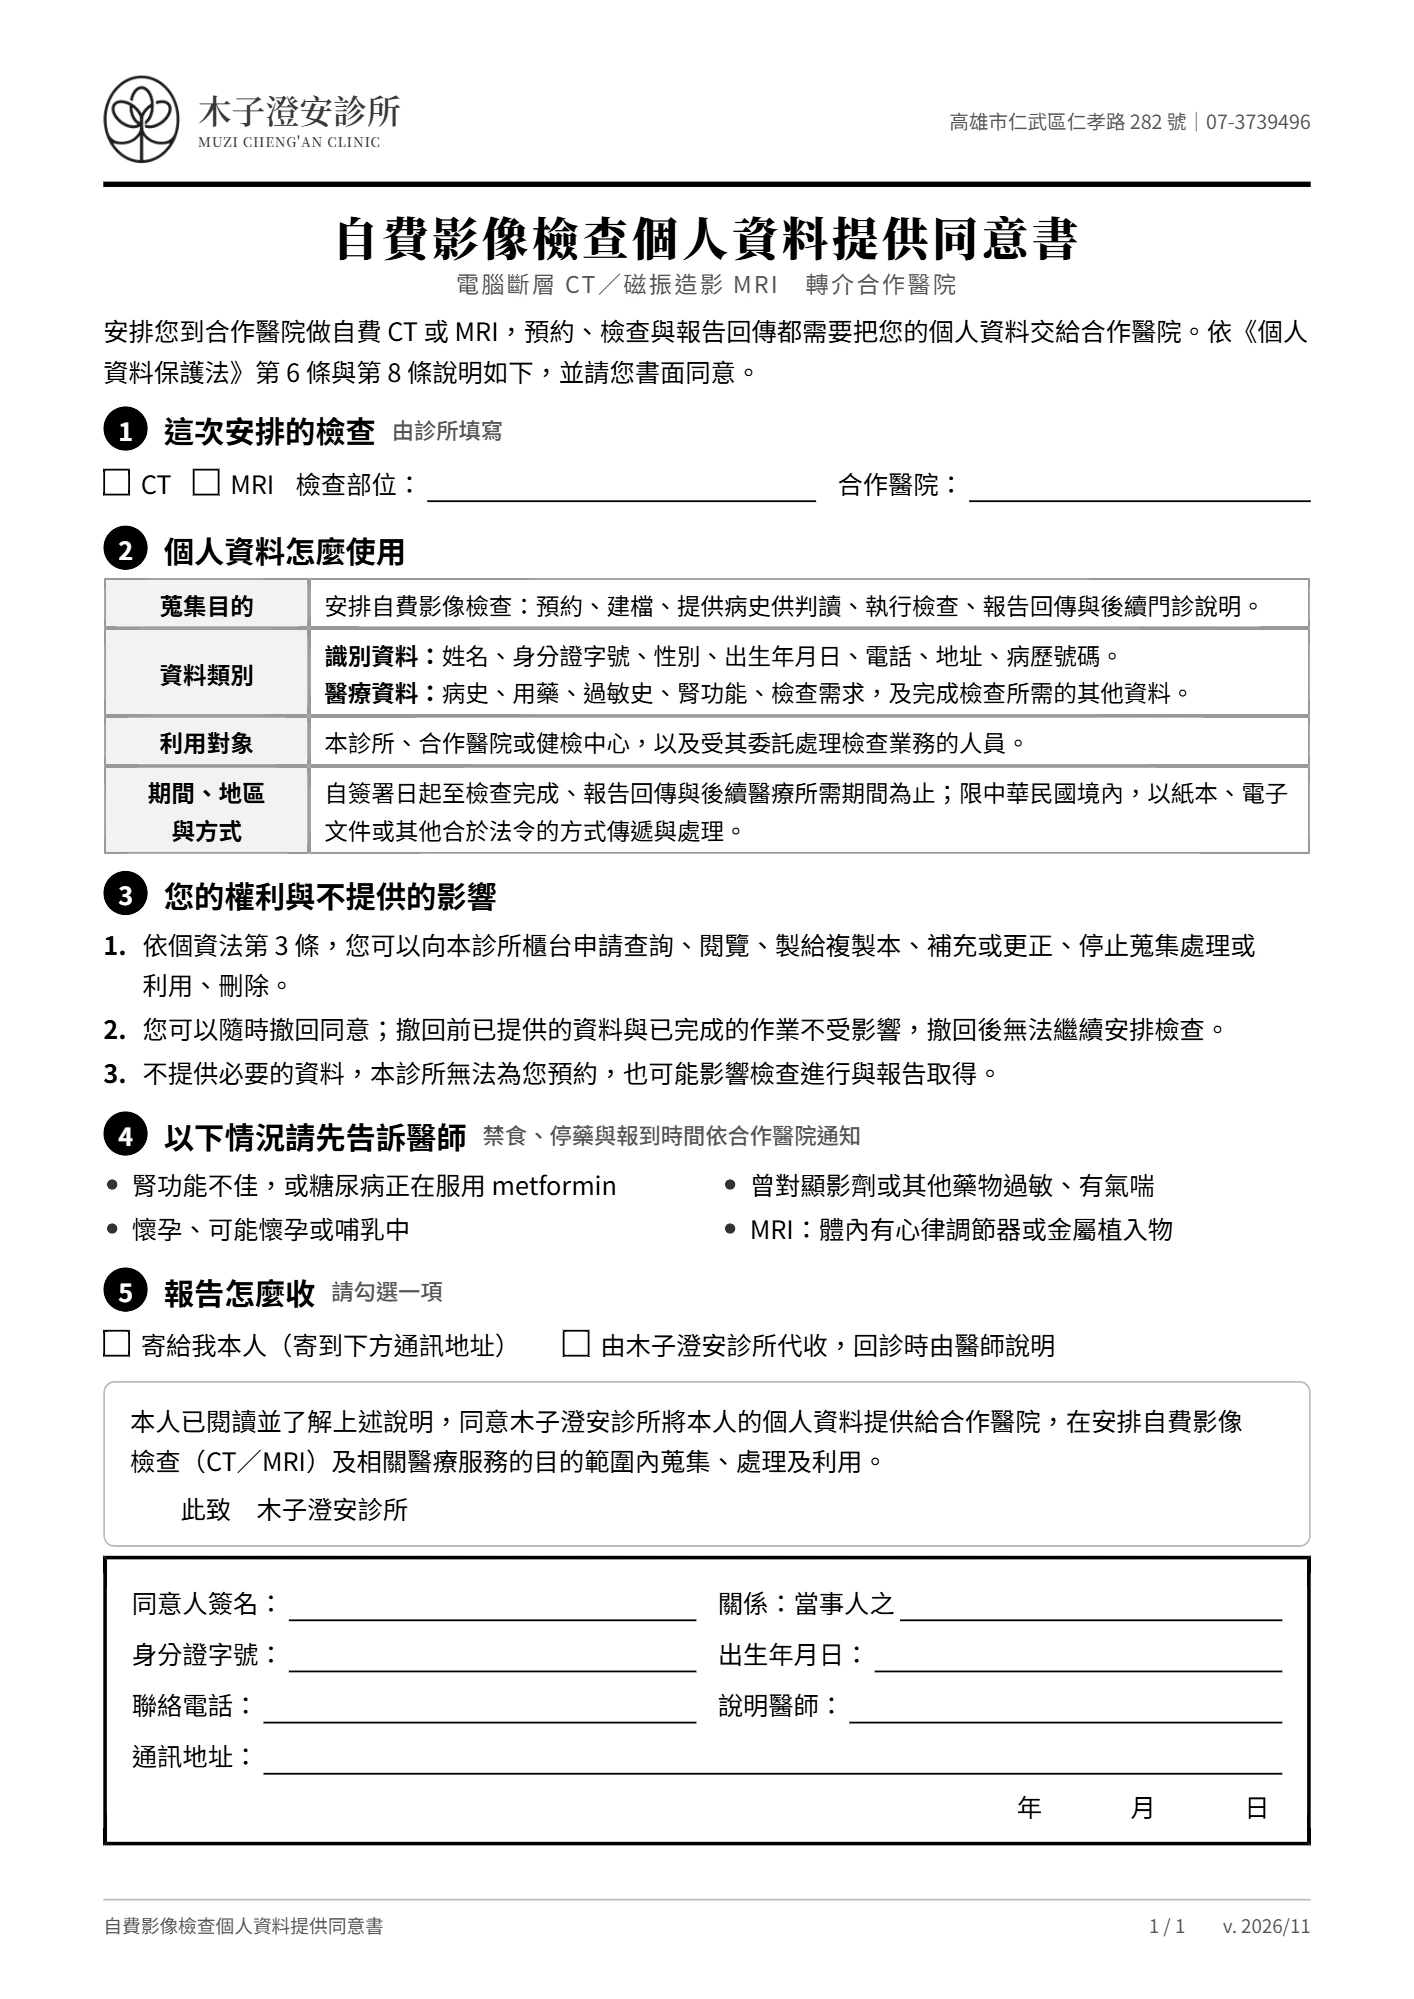 木子澄安診所
MUZI CHENG'AN CLINIC
高雄市仁武區仁孝路 282 號｜07-3739496
自費影像檢查個人資料提供同意書
電腦斷層 CT／磁振造影 MRI　轉介合作醫院
安排您到合作醫院做自費 CT 或 MRI，預約、檢查與報告回傳都需要把您的個人資料交給合作醫院。依《個人
資料保護法》第 6 條與第 8 條說明如下，並請您書面同意。
1 這次安排的檢查 由診所填寫
□ CT □ MRI 檢查部位： 合作醫院：
2 個人資料怎麼使用
蒐集目的 安排自費影像檢查：預約、建檔、提供病史供判讀、執行檢查、報告回傳與後續門診說明。
資料類別 識別資料：姓名、身分證字號、性別、出生年月日、電話、地址、病歷號碼。
醫療資料：病史、用藥、過敏史、腎功能、檢查需求，及完成檢查所需的其他資料。
利用對象 本診所、合作醫院或健檢中心，以及受其委託處理檢查業務的人員。
期間、地區 自簽署日起至檢查完成、報告回傳與後續醫療所需期間為止；限中華民國境內，以紙本、電子
與方式 文件或其他合於法令的方式傳遞與處理。
3 您的權利與不提供的影響
1. 依個資法第 3 條，您可以向本診所櫃台申請查詢、閱覽、製給複製本、補充或更正、停止蒐集處理或
利用、刪除。
2. 您可以隨時撤回同意；撤回前已提供的資料與已完成的作業不受影響，撤回後無法繼續安排檢查。
3. 不提供必要的資料，本診所無法為您預約，也可能影響檢查進行與報告取得。
4 以下情況請先告訴醫師 禁食、停藥與報到時間依合作醫院通知
• 腎功能不佳，或糖尿病正在服用 metformin
• 曾對顯影劑或其他藥物過敏、有氣喘
• 懷孕、可能懷孕或哺乳中
• MRI：體內有心律調節器或金屬植入物
5 報告怎麼收 請勾選一項
□ 寄給我本人（寄到下方通訊地址） □ 由木子澄安診所代收，回診時由醫師說明
本人已閱讀並了解上述說明，同意木子澄安診所將本人的個人資料提供給合作醫院，在安排自費影像
檢查（CT／MRI）及相關醫療服務的目的範圍內蒐集、處理及利用。
此致　木子澄安診所
同意人簽名： 關係：當事人之
身分證字號： 出生年月日：
聯絡電話： 說明醫師：
通訊地址：
年 月 日
自費影像檢查個人資料提供同意書 1 / 1 v. 2026/11